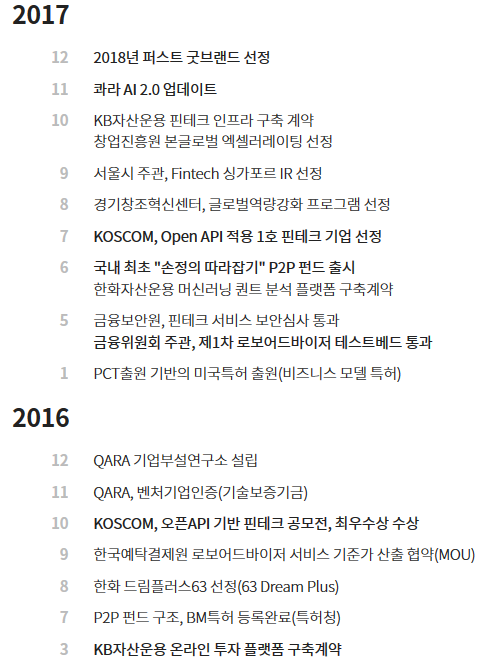 2017
12 2018년 퍼스트 굿브랜드 선정
11 콰라 AI 2.0 업데이트
10 KB자산운용 핀테크 인프라 구축 계약
창업진흥원 본글로벌 엑셀러레이팅 선정
9 서울시 주관, Fintech 싱가포르 IR 선정
8 경기창조혁신센터, 글로벌역량강화 프로그램 선정
7 KOSCOM, Open API 적용 1호 핀테크 기업 선정
6 국내 최초 "손정의 따라잡기" P2P 펀드 출시
한화자산운용 머신러닝 퀀트 분석 플랫폼 구축계약
5 금융보안원, 핀테크 서비스 보안심사 통과
금융위원회 주관, 제1차 로보어드바이저 테스트베드 통과
1 PCT출원 기반의 미국특허 출원(비즈니스 모델 특허)
2016
12 QARA 기업부설연구소 설립
11 QARA, 벤처기업인증(기술보증기금)
10 KOSCOM, 오픈API 기반 핀테크 공모전, 최우수상 수상
9 한국예탁결제원 로보어드바이저 서비스 기준가 산출 협약(MOU)
8 한화 드림플러스63 선정(63 Dream Plus)
7 P2P 펀드 구조, BM특허 등록완료(특허청)
3 KB자산운용 온라인 투자 플랫폼 구축계약